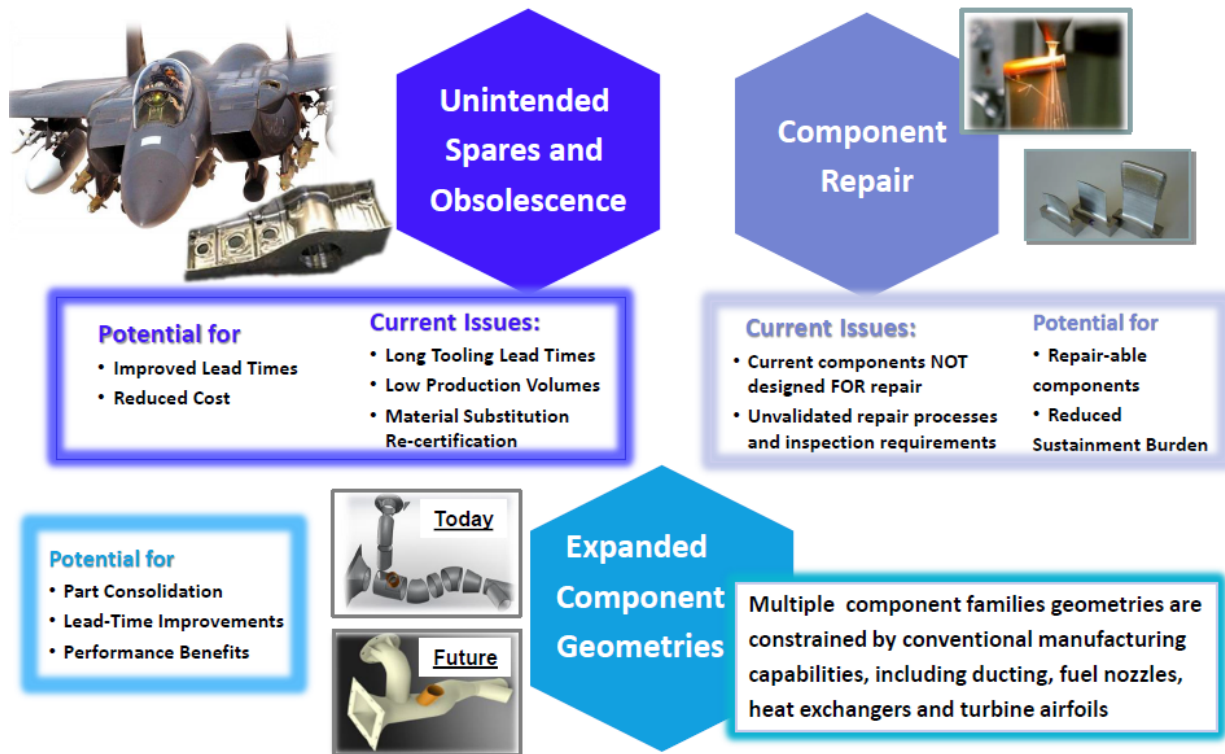 Unintended
Spares and
Obsolescence
Component
Repair
Potential for
• Improved Lead Times
• Reduced Cost
Current Issues:
• Long Tooling Lead Times
• Low Production Volumes
• Material Substitution
Re-certification
Current Issues:
• Current components NOT
designed FOR repair
• Unvalidated repair processes
and inspection requirements
Potential for
• Repair-able
components
• Reduced
Sustainment Burden
Potential for
• Part Consolidation
• Lead-Time Improvements
• Performance Benefits
Today
Future
Expanded
Component
Geometries
Multiple component families geometries are
constrained by conventional manufacturing
capabilities, including ducting, fuel nozzles,
heat exchangers and turbine airfoils